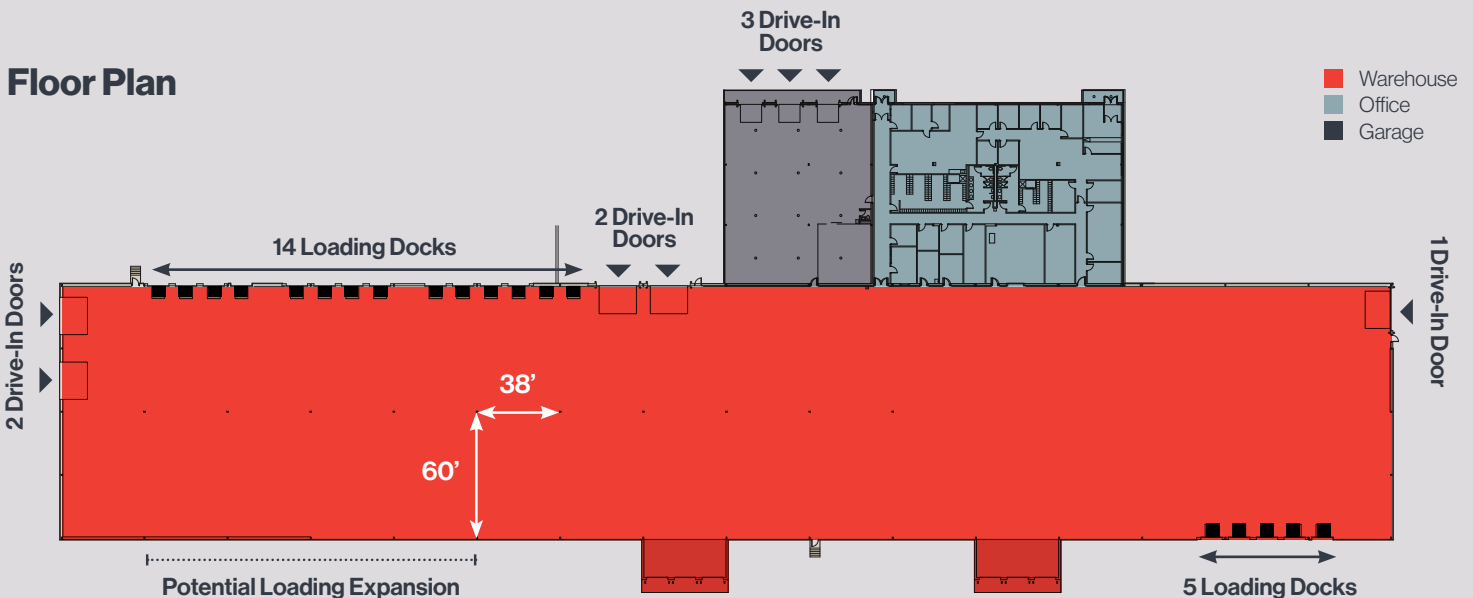 3 Drive-In
Doors
Floor Plan
Warehouse
Office
Garage
2 Drive-In
Doors
14 Loading Docks
2 Drive-In Doors
1 Drive-In Door
38’
60’
Potential Loading Expansion
5 Loading Docks